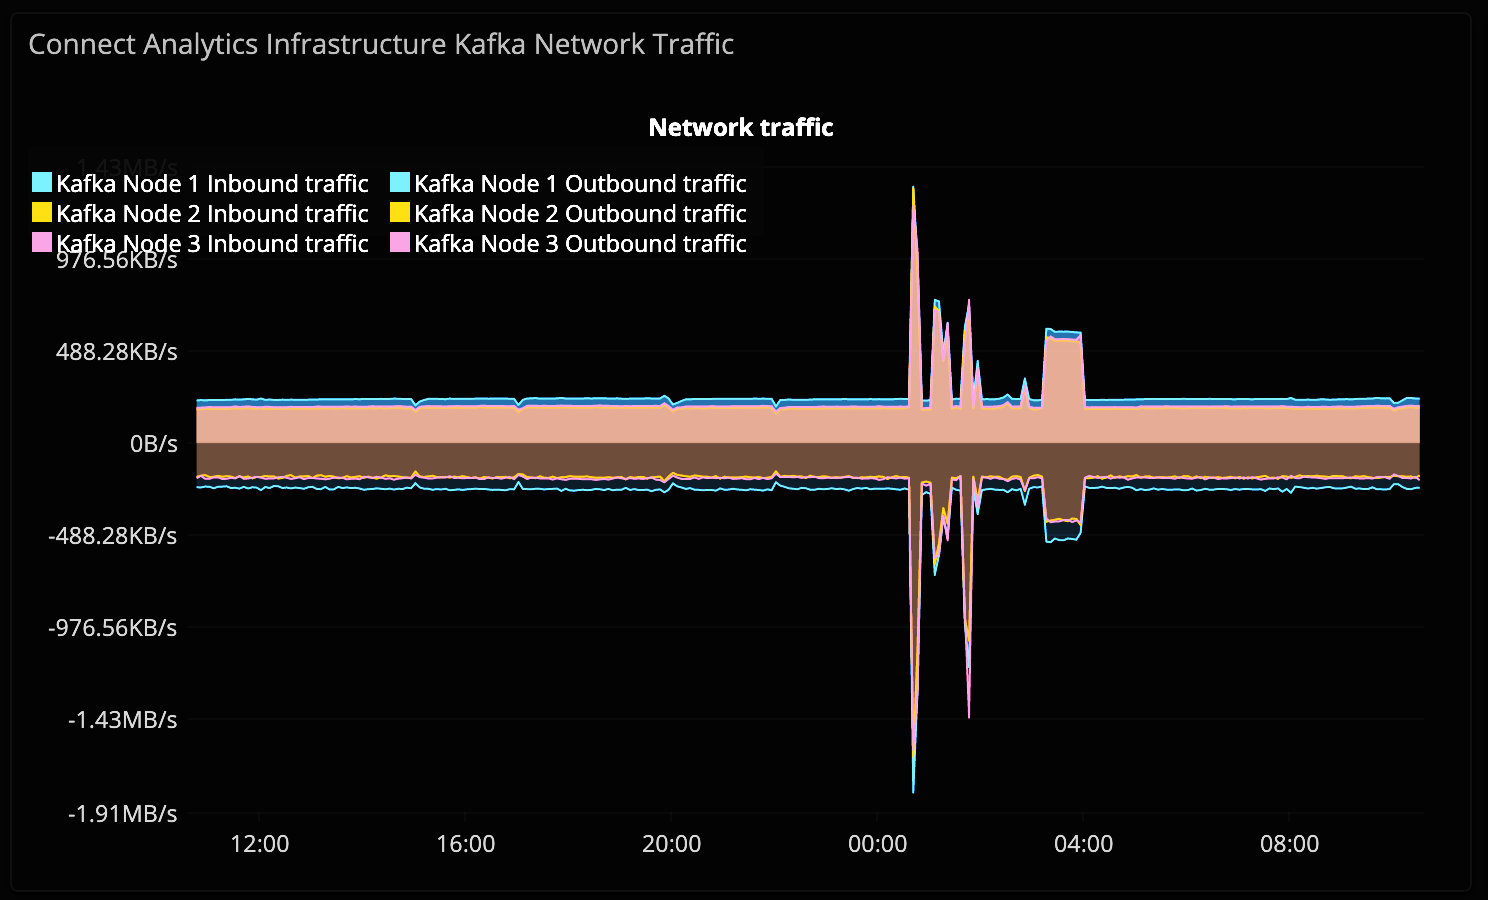 Connect Analytics Infrastructure Kafka Network Traffic
Network traffic
1.43MB/s
Kafka Node 1 Inbound traffic Kafka Node 1 Outbound traffic
Kafka Node 2 Inbound traffic Kafka Node 2 Outbound traffic
Kafka Node 3 Inbound traffic Kafka Node 3 Outbound traffic
976.56KB/s
488.28KB/s
0B/s
-488.28KB/s
-976.56KB/s
-1.43MB/s
-1.91MB/s
12:00 16:00 20:00 00:00 04:00 08:00